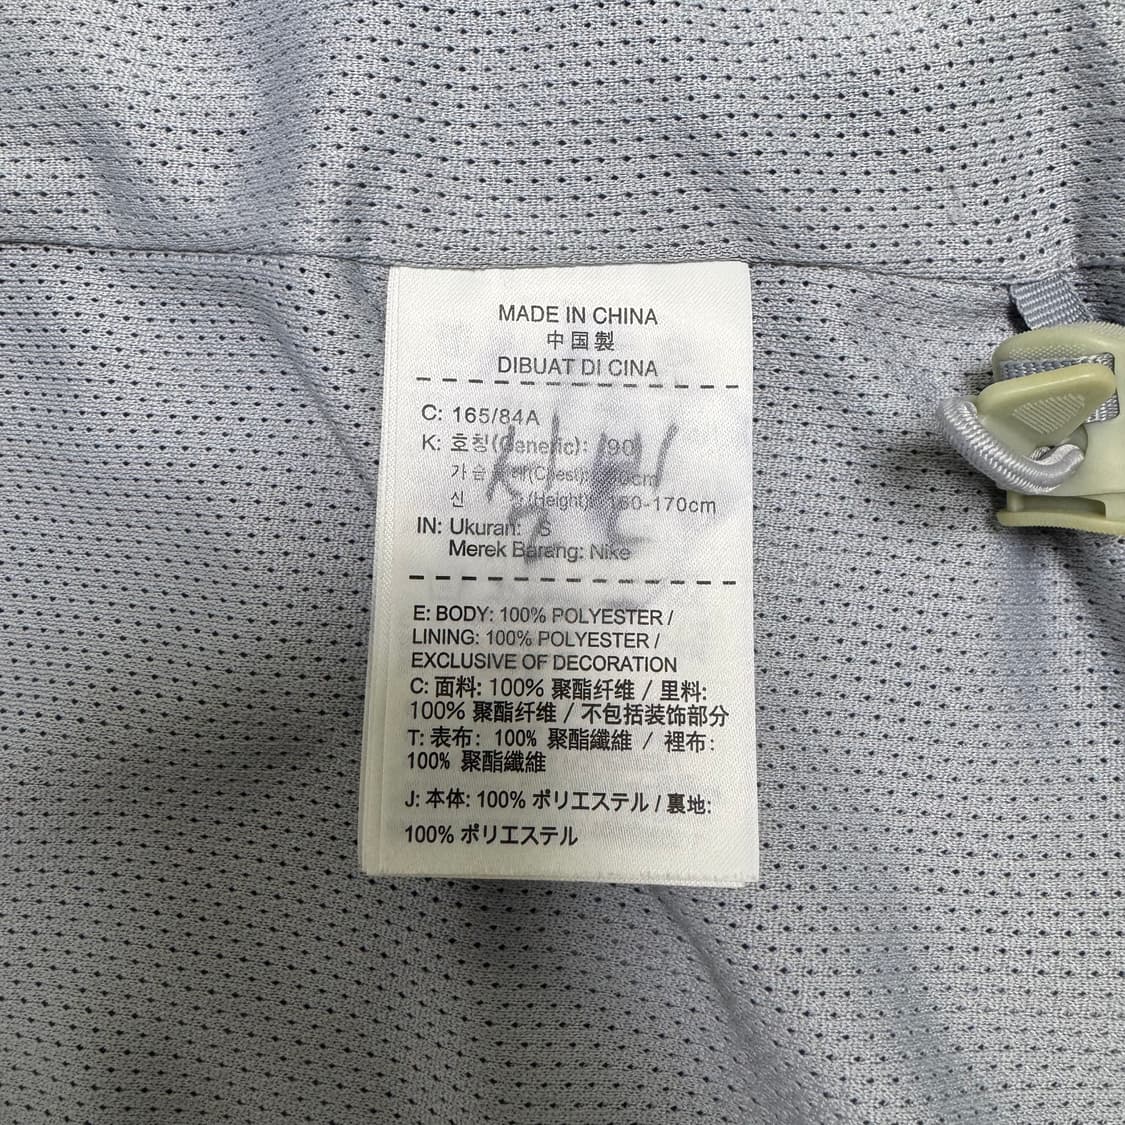 MADE IN CHINA
中国製
DIBUAT DI CINA
C: 165/84A
K: 호칭(Generic): 90
가슴 (Chest): 90cm
신 (Height): 160-170cm
IN: Ukuran: S
Merek Barang: Nike
E: BODY: 100% POLYESTER /
LINING: 100% POLYESTER /
EXCLUSIVE OF DECORATION
C: 面料: 100% 聚酯纤维 / 里料:
100% 聚酯纤维 / 不包括装饰部分
T: 表布: 100% 聚酯纖維 / 裡布:
100% 聚酯纖維
J: 本体: 100% ポリエステル / 裏地:
100% ポリエステル